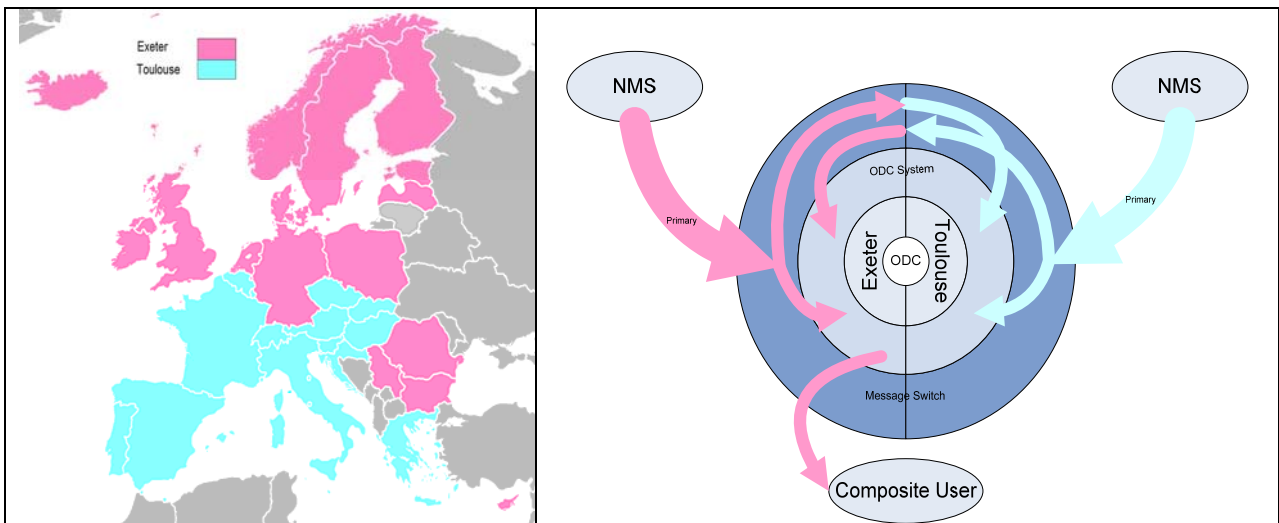 Exeter
Toulouse
NMS
NMS
ODC System
Primary
Primary
Exeter
ODC
Toulouse
Message Switch
Composite User